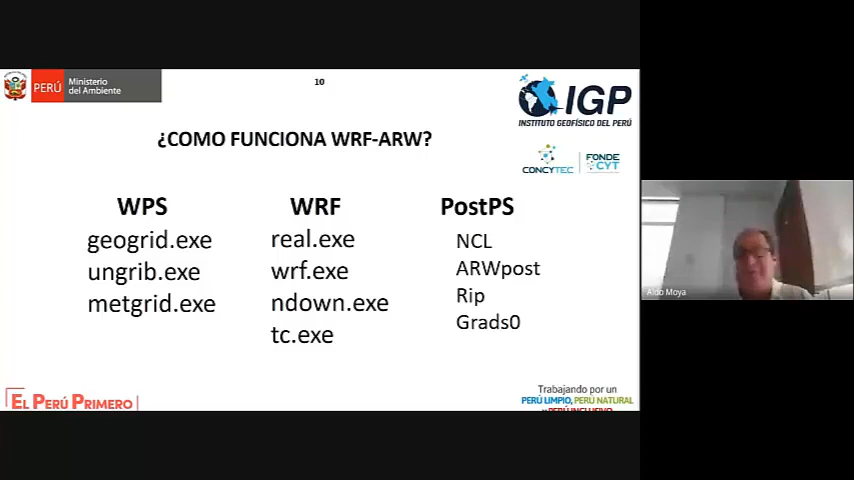 PERÚ
Ministerio
del Ambiente
10
IGP
INSTITUTO GEOFÍSICO DEL PERÚ
¿COMO FUNCIONA WRF-ARW?
CONCYTEC
FONDE
CYT
WPS
geogrid.exe
ungrib.exe
metgrid.exe
WRF
real.exe
wrf.exe
ndown.exe
tc.exe
PostPS
NCL
ARWpost
Rip
Grads0
Aldo Moya
EL PERÚ PRIMERO
Trabajando por un
PERÚ LIMPIO, PERÚ NATURAL
y PERÚ INCLUSIVO